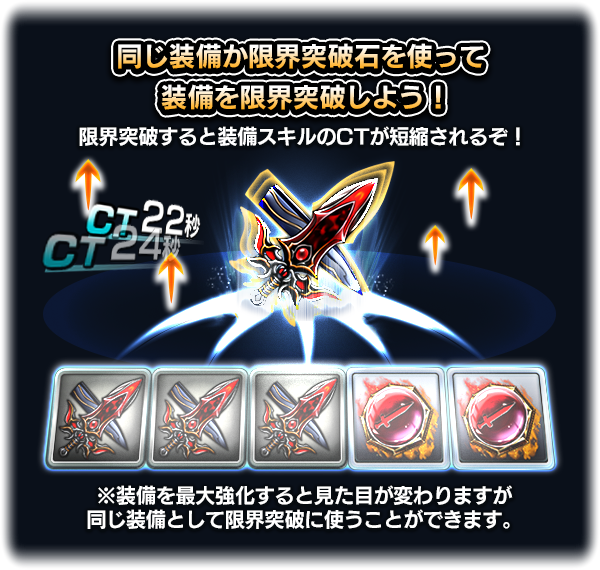 同じ装備か限界突破石を使って
装備を限界突破しよう！
限界突破すると装備スキルのCTが短縮されるぞ！
CT 22秒
CT 24秒
※装備を最大強化すると見た目が変わりますが
同じ装備として限界突破に使うことができます。